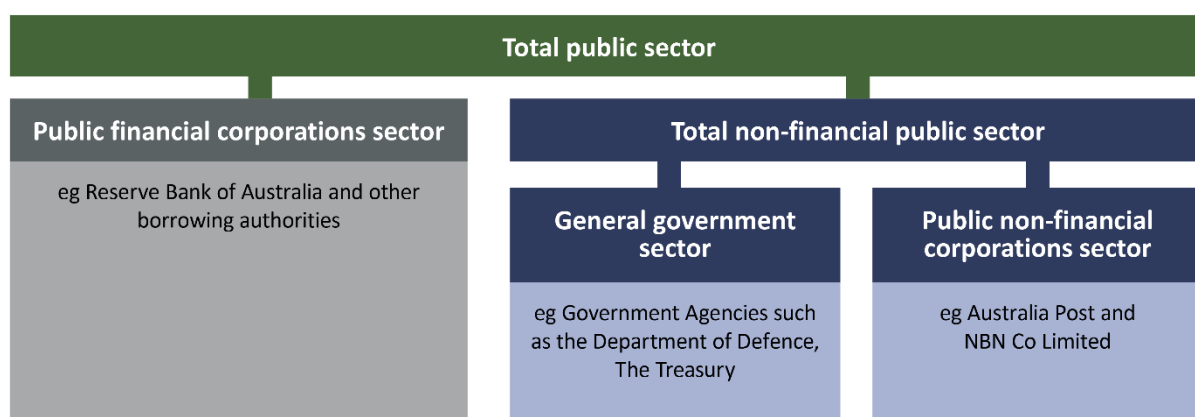 Total public sector
Public financial corporations sector
eg Reserve Bank of Australia and other
borrowing authorities
Total non-financial public sector
General government
sector
eg Government Agencies such
as the Department of Defence,
The Treasury
Public non-financial
corporations sector
eg Australia Post and
NBN Co Limited